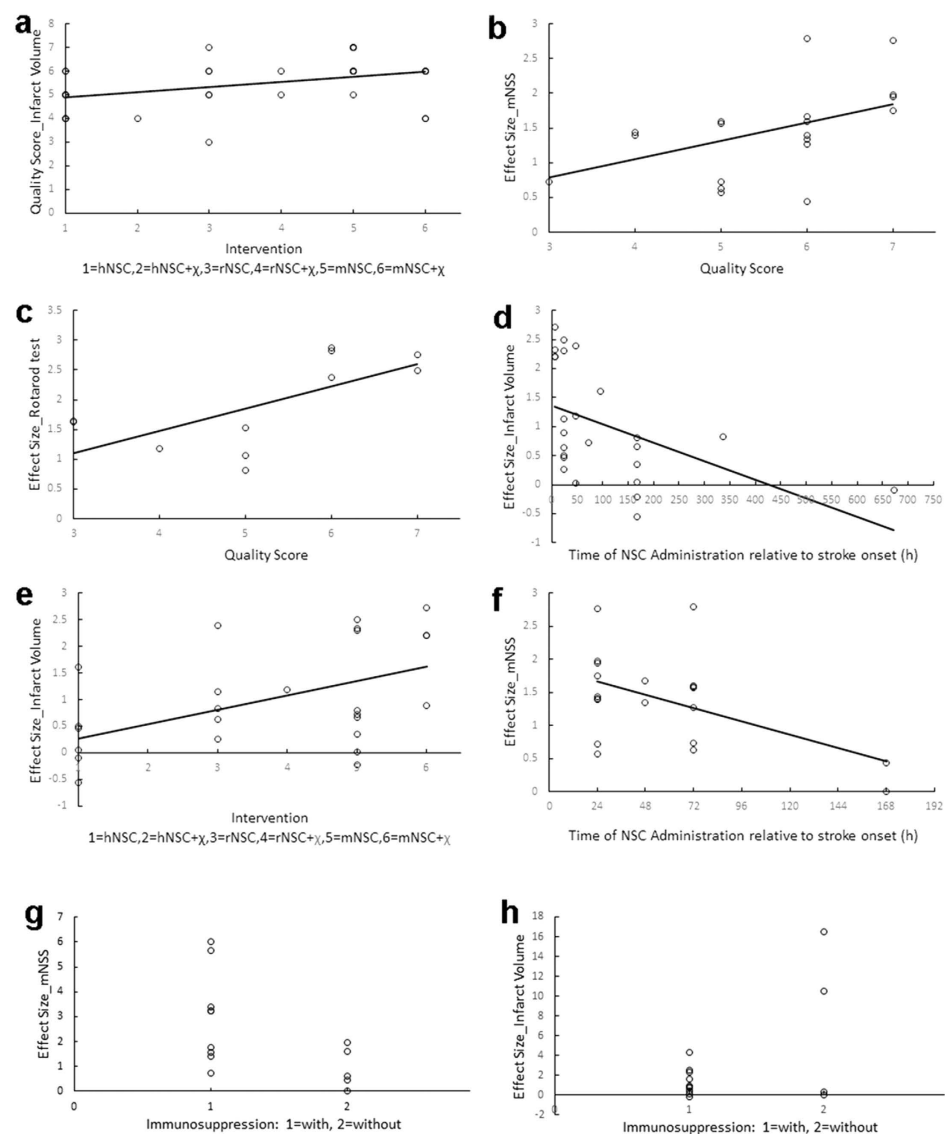 a
Quality Score_Infarct Volume
8
7
6
5
4
3
2
1
0
1 2 3 4 5 6
Intervention
1=hNSC,2=hNSC+χ,3=rNSC,4=rNSC+χ,5=mNSC,6=mNSC+χ
b
Effect Size_mNSS
3
2.5
2
1.5
1
0.5
0
3 4 5 6 7
Quality Score
c
Effect Size_Rotarod test
3.5
3
2.5
2
1.5
1
0.5
0
3 4 5 6 7
Quality Score
d
Effect Size_Infarct Volume
3
2.5
2
1.5
1
0.5
0
-0.5
-1
0 50 100 150 200 250 300 350 400 450 500 550 600 650 700 750
Time of NSC Administration relative to stroke onset (h)
e
Effect Size_Infarct Volume
3
2.5
2
1.5
1
0.5
0
-0.5
-1
2 3 4 5 6
Intervention
1=hNSC,2=hNSC+χ,3=rNSC,4=rNSC+χ,5=mNSC,6=mNSC+χ
f
Effect Size_mNSS
3
2.5
2
1.5
1
0.5
0
0 24 48 72 96 120 144 168 192
Time of NSC Administration relative to stroke onset (h)
g
Effect Size_mNSS
7
6
5
4
3
2
1
0
0 1 2
Immunosuppression: 1=with, 2=without
h
Effect Size_Infarct Volume
18
16
14
12
10
8
6
4
2
0
-2
0 1 2
Immunosuppression: 1=with, 2=without